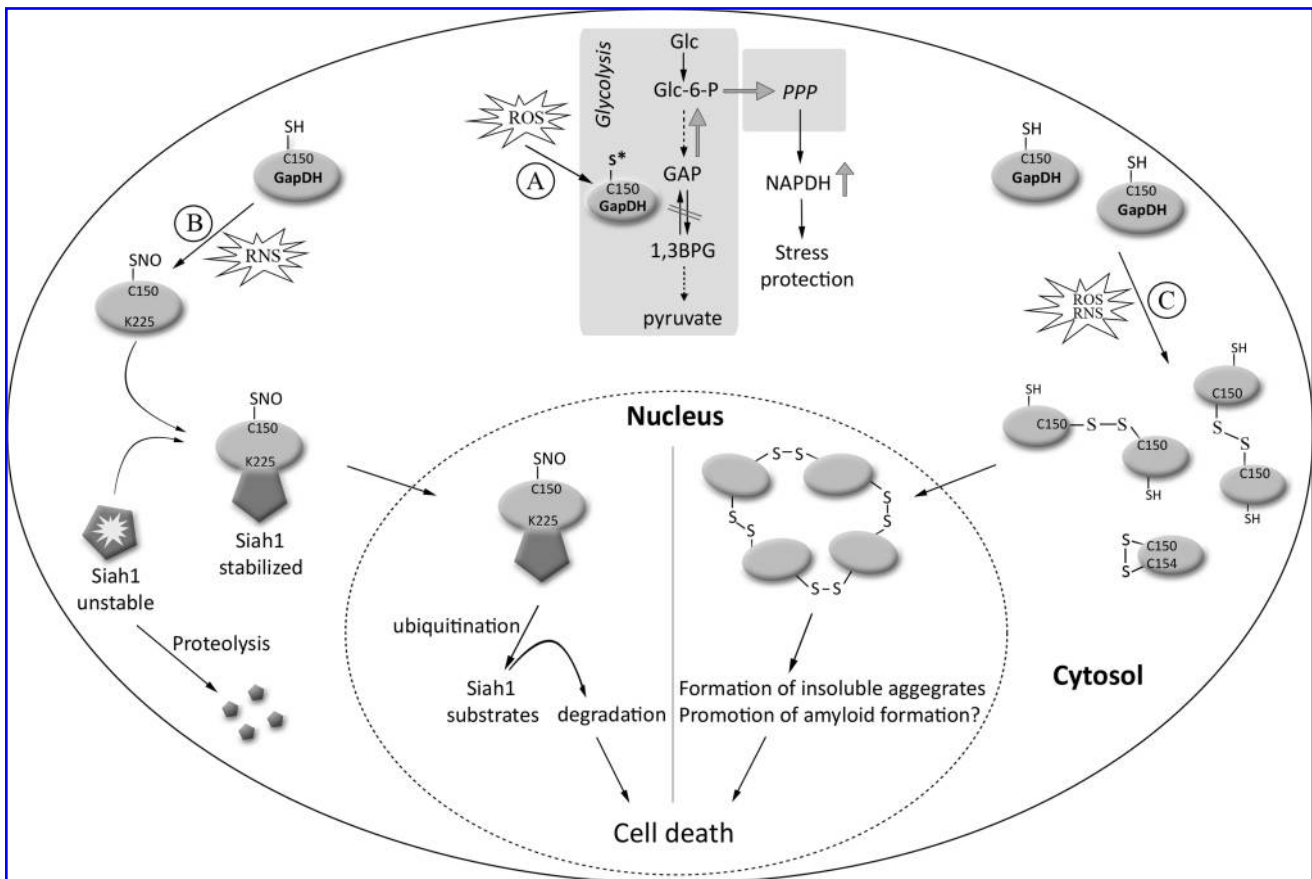 Glc
Glycolysis
Glc-6-P
PPP
ROS
S*
C150
GapDH
A
GAP
NAPDH
1,3BPG
Stress
protection
pyruvate
SH
C150
GapDH
B
RNS
SNO
C150
K225
SNO
C150
K225
Siah1
stabilized
Siah1
unstable
Proteolysis
SH
C150
GapDH
SH
C150
GapDH
ROS
RNS
C
SH
C150
S
S
C150
SH
SH
C150
S
S
C150
SH
S
S
C150
C154
Cytosol
Nucleus
SNO
C150
K225
ubiquitination
Siah1
substrates
degradation
S-S
S
S
S
S
S-S
Formation of insoluble aggegrates
Promotion of amyloid formation?
Cell death